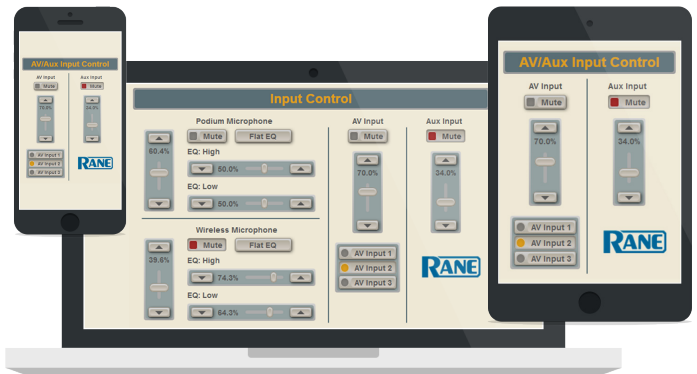 AV/Aux Input Control
AV Input
Aux Input
Mute
Mute
70.0%
34.0%
AV Input 1
AV Input 2
AV Input 3
RANE
Input Control
Podium Microphone
Mute
Flat EQ
60.4%
EQ: High
50.0%
EQ: Low
50.0%
Wireless Microphone
Mute
Flat EQ
39.6%
EQ: High
74.3%
EQ: Low
64.3%
AV Input
Mute
70.0%
AV Input 1
AV Input 2
AV Input 3
Aux Input
Mute
34.0%
RANE
AV/Aux Input Control
AV Input
Aux Input
Mute
Mute
70.0%
34.0%
AV Input 1
AV Input 2
AV Input 3
RANE